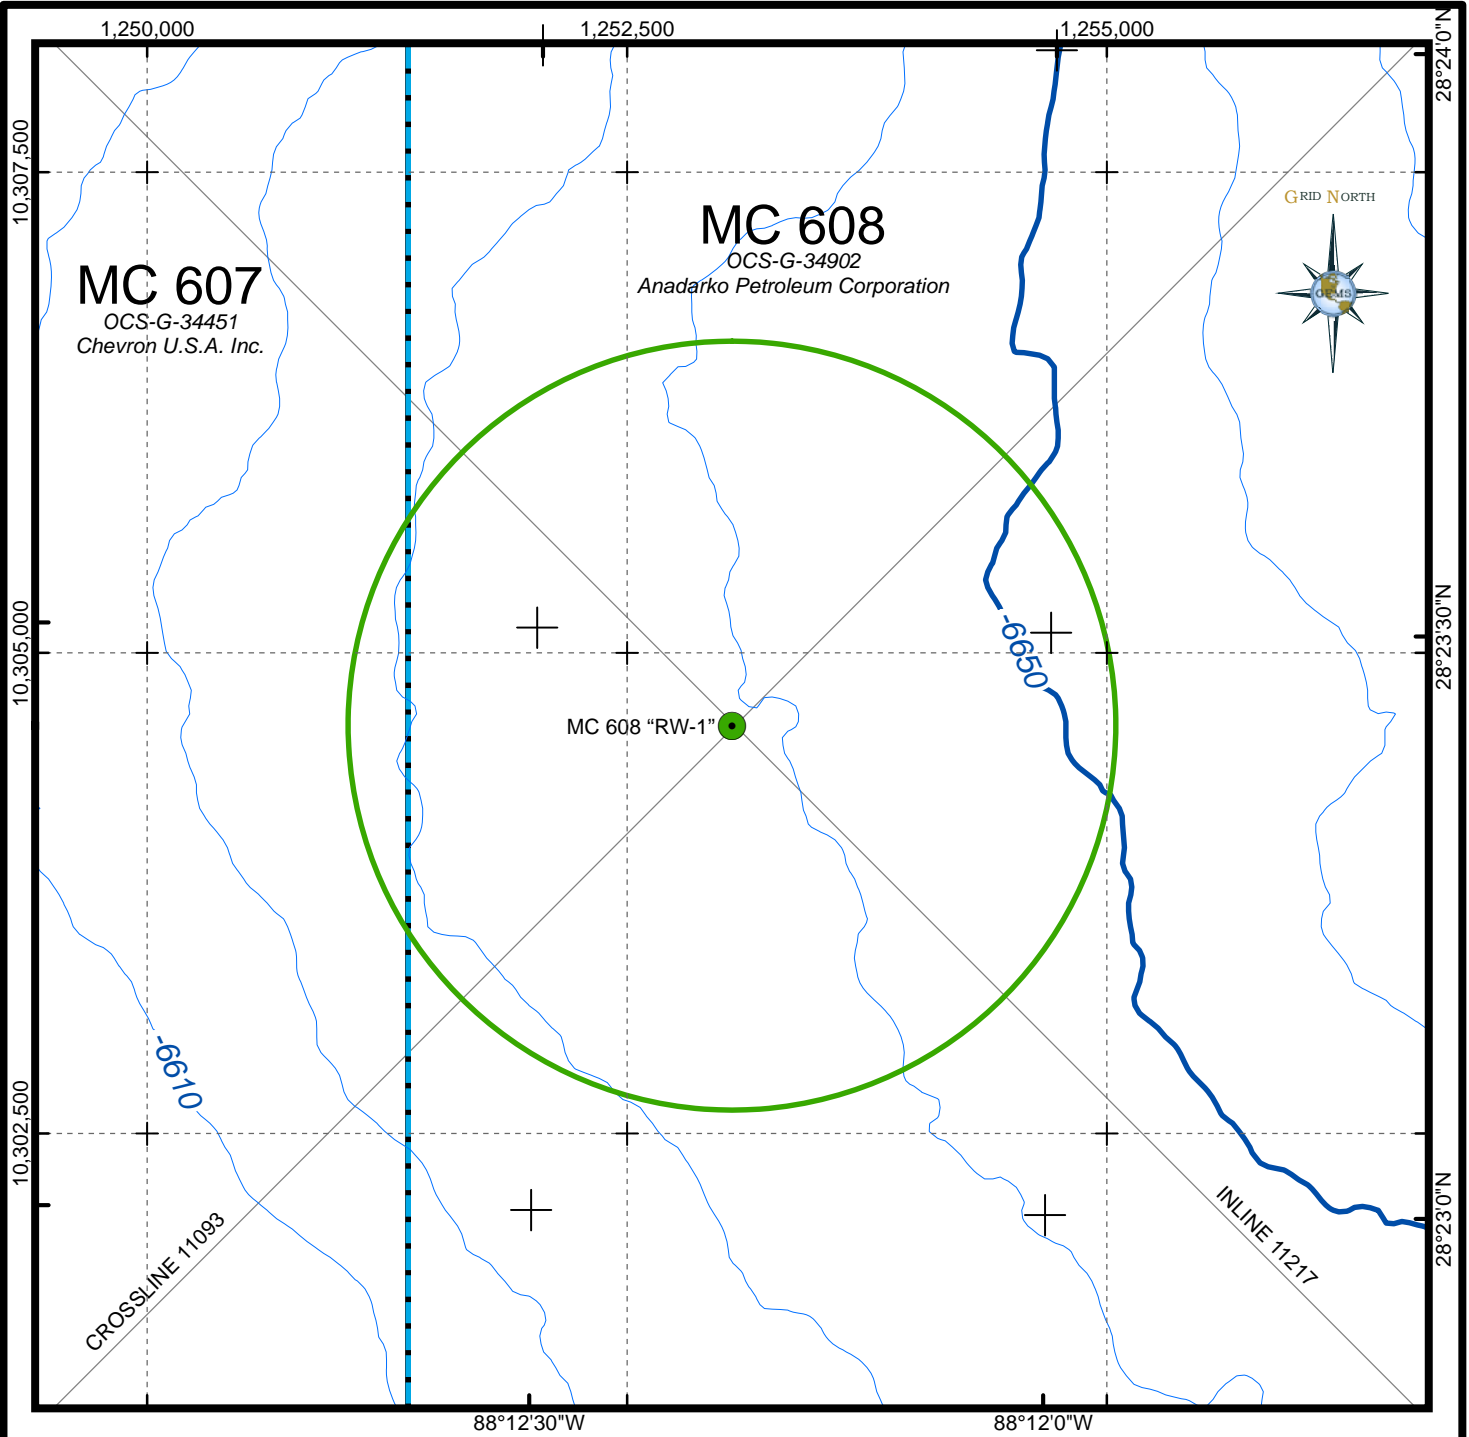 1,250,000
1,252,500
1,255,000
28°24'0"N
10,307,500
GRID NORTH
GEMS
MC 608
OCS-G-34902
Anadarko Petroleum Corporation
MC 607
OCS-G-34451
Chevron U.S.A. Inc.
10,305,000
28°23'30"N
-6650
MC 608 “RW-1”
-6610
10,302,500
28°23'0"N
CROSSLINE 11093
INLINE 11217
88°12'30"W
88°12'0"W